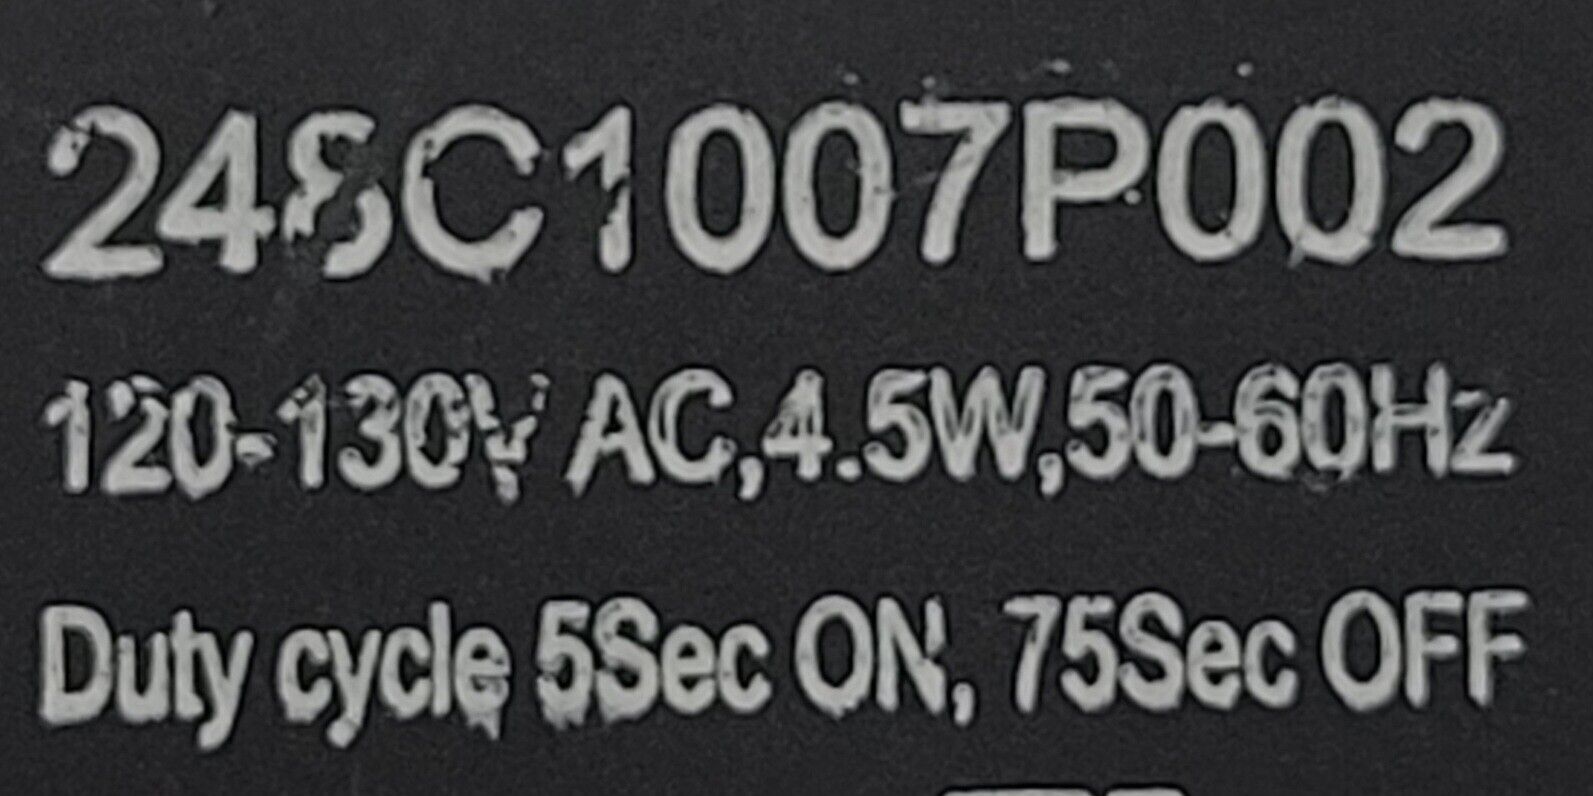 248C1007P002
120-130V AC,4.5W,50-60Hz
Duty cycle 5Sec ON, 75Sec OFF